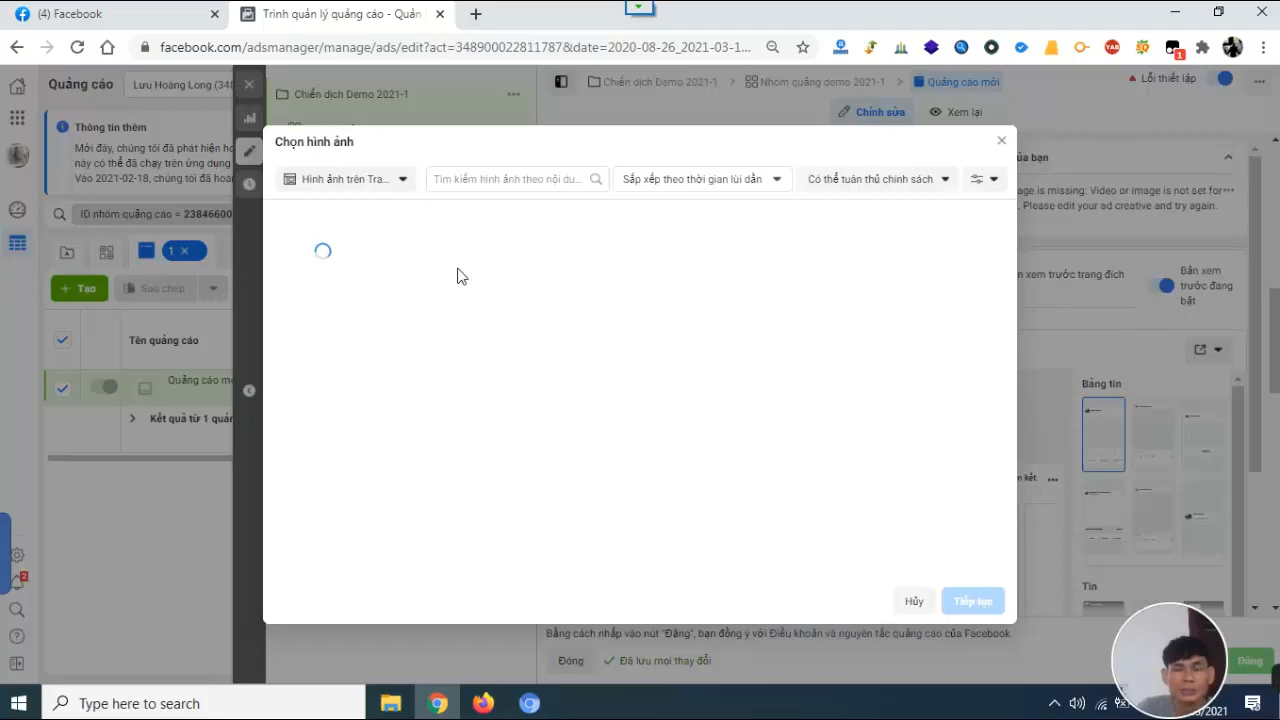 (4) Facebook
Trình quản lý quảng cáo - Quản
facebook.com/adsmanager/manage/ads/edit?act=348900022811787&date=2020-08-26_2021-03-1...
YAB
1
Quảng cáo
Lưu Hoàng Long (348
Chiến dịch Demo 2021-1
Chiến dịch Demo 2021-1
Nhóm quảng demo 2021-1
Quảng cáo mới
Lỗi thiết lập
Chỉnh sửa
Xem lại
Thông tin thêm
Mới đây, chúng tôi đã phát hiện
này có thể đã chạy trên ứng dụng
Vào 2021-02-18, chúng tôi đã
Chọn hình ảnh
ủa bạn
Hình ảnh trên Tra...
Tìm kiếm hình ảnh theo nội du...
Sắp xếp theo thời gian lùi dần
Có thể tuân thủ chính sách
ge is missing: Video or image is not set for
. Please edit your ad creative and try again.
ID nhóm quảng cáo = 23846600
1
Tạo
Sao chép
n xem trước trang đích
Bản xem
trước đang
bật
Tên quảng cáo
Quảng cáo
Kết quả từ 1 quản
Bảng tin
n kết
Tin
2
Hủy
Tiếp tục
Bằng cách nhấp vào nút "Đăng", bạn đồng ý với Điều khoản và nguyên tắc quảng cáo của Facebook.
Đóng
Đã lưu mọi thay đổi
Đăng
Type here to search
/2021